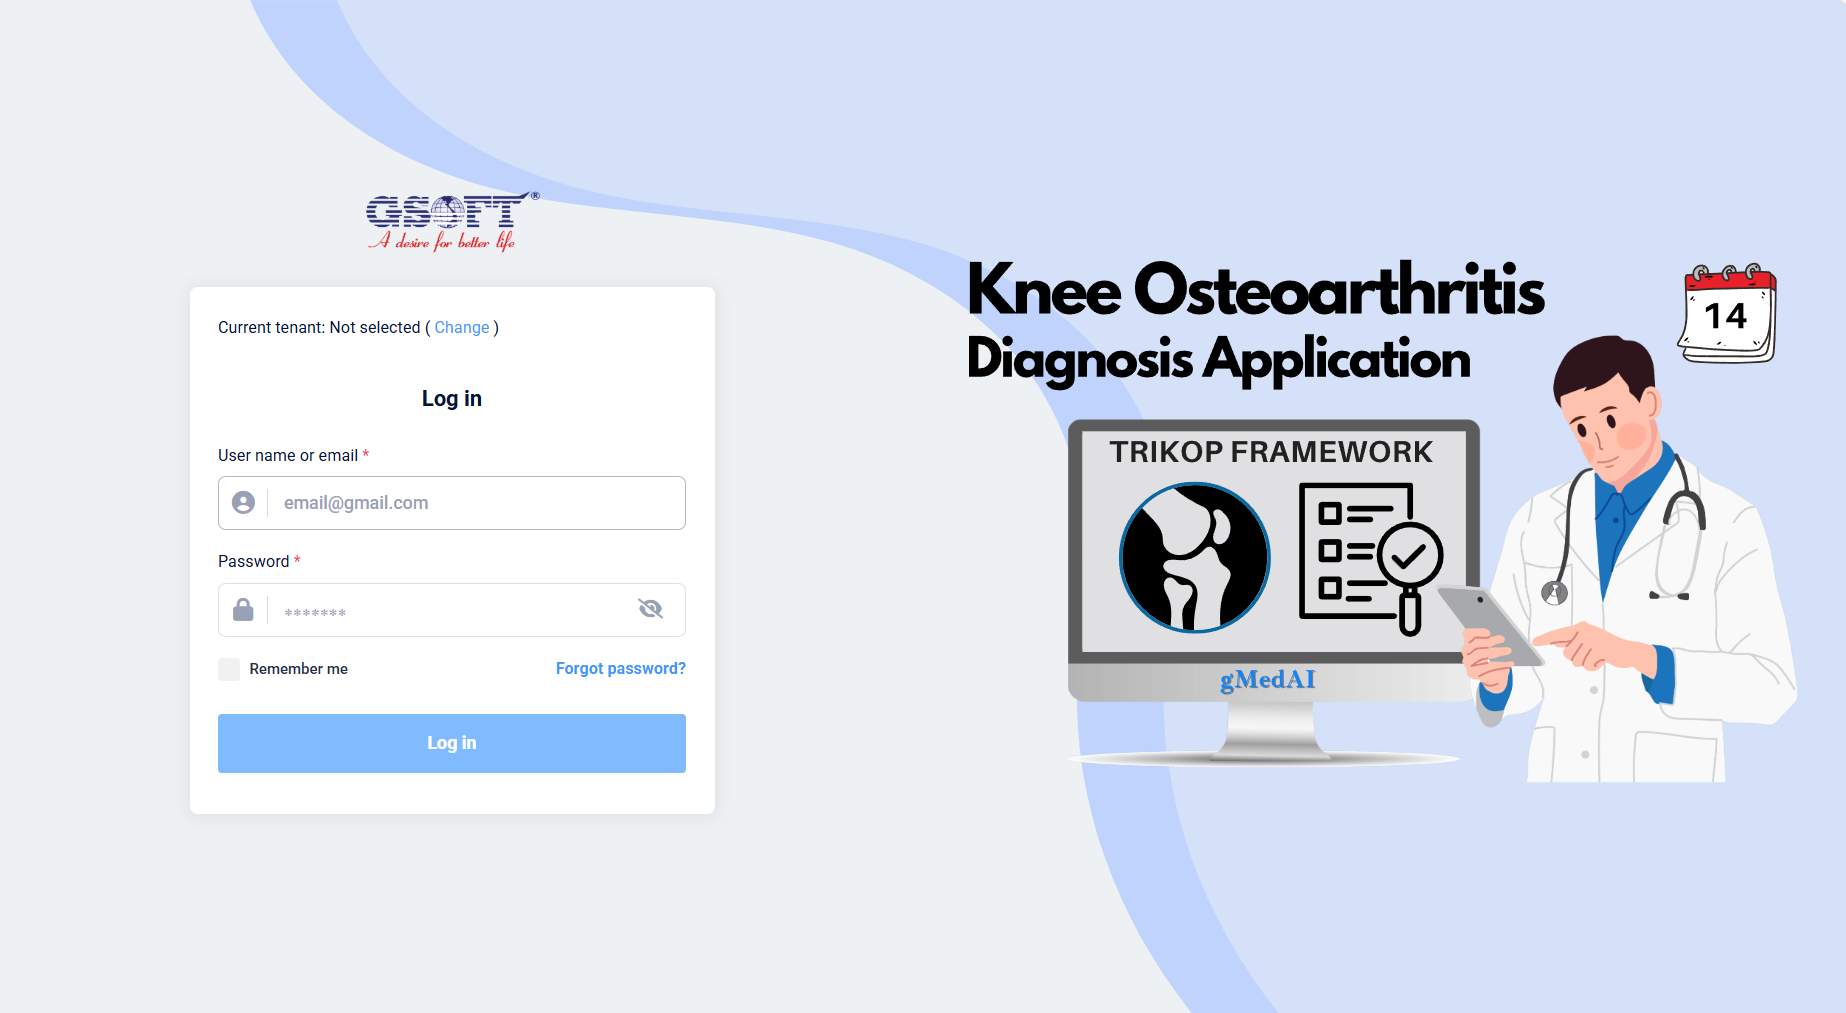 GSOFT®
A desire for better life
Current tenant: Not selected ( Change )
Log in
User name or email *
email@gmail.com
Password *
*******
Remember me
Forgot password?
Log in
Knee Osteoarthritis
Diagnosis Application
14
TRIKOP FRAMEWORK
gMedAI